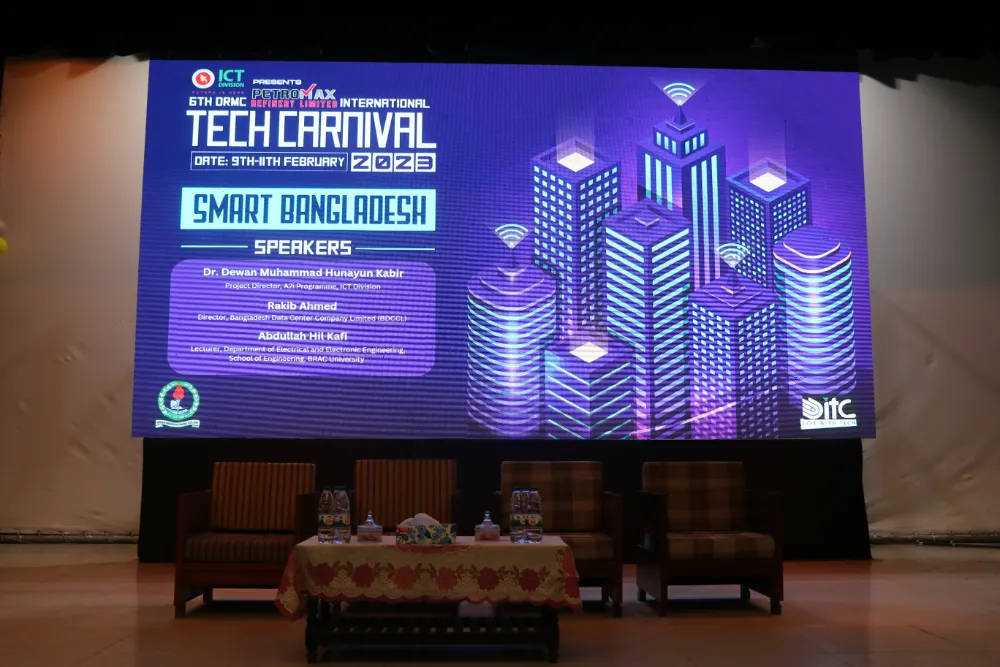 ICT
DIVISION
FUTURE IS HERE
PRESENTS
6TH DRMC PETROMAX REFINERY LIMITED INTERNATIONAL
TECH CARNIVAL
DATE: 9TH-11TH FEBRUARY 2023
SMART BANGLADESH
SPEAKERS
Dr. Dewan Muhammad Hunayun Kabir
Project Director, A2i Programme, ICT Division
Rakib Ahmed
Director, Bangladesh Data Center Company Limited (BDCCL)
Abdullah Hil Kafi
Lecturer, Department of Electrical and Electronic Engineering,
School of Engineering, BRAC University
DITC
LIVE WITH TECH